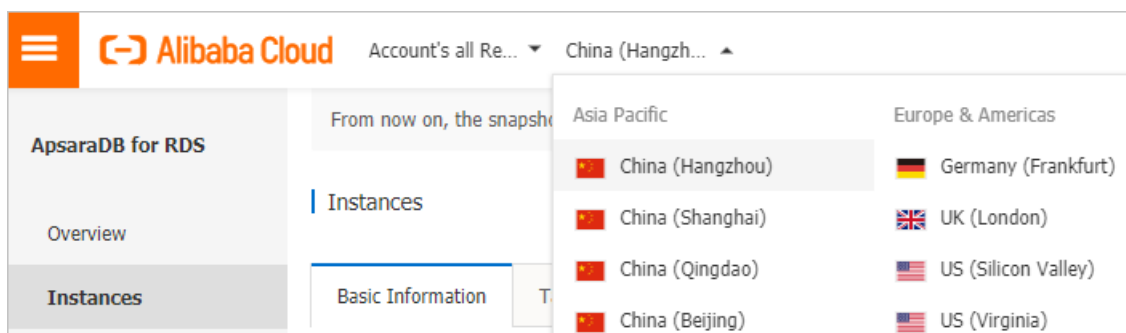 Alibaba Cloud Account's all Re... China (Hangzh...
ApsaraDB for RDS
Overview
Instances
From now on, the snapsh
Instances
Basic Information
Asia Pacific
China (Hangzhou)
China (Shanghai)
China (Qingdao)
China (Beijing)
Europe & Americas
Germany (Frankfurt)
UK (London)
US (Silicon Valley)
US (Virginia)